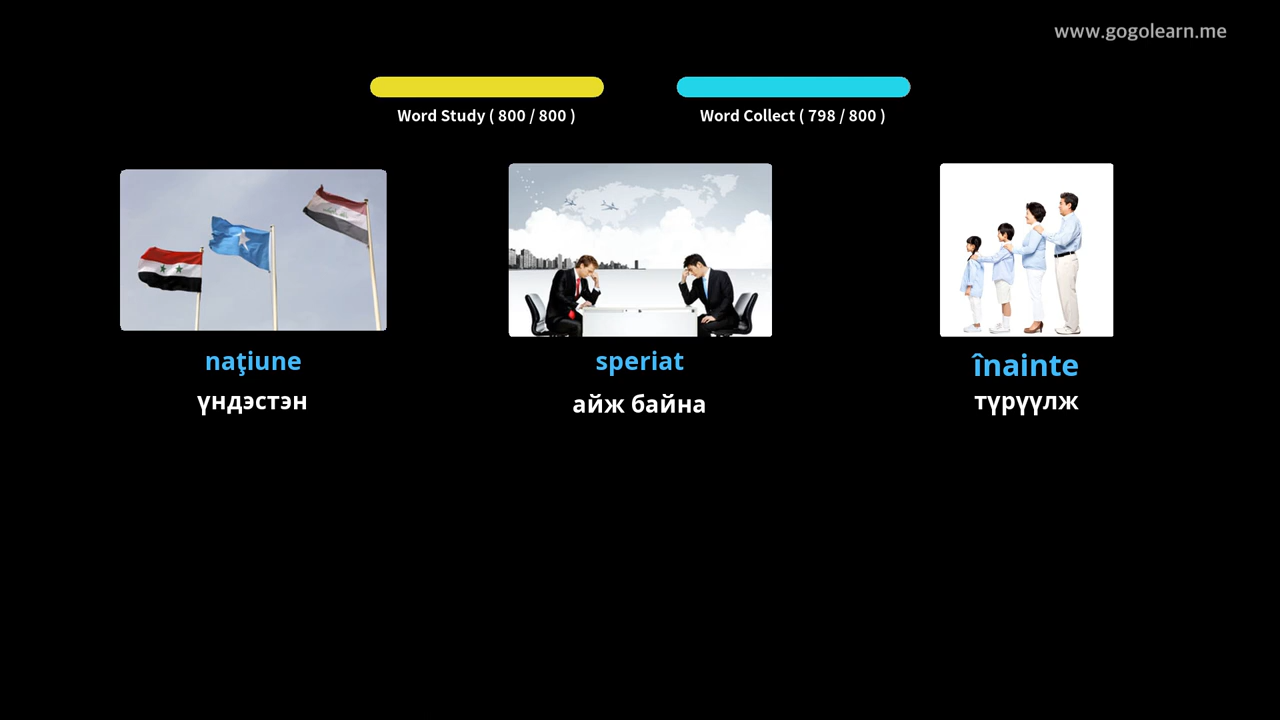 www.gogolearn.me
Word Study ( 800 / 800 )
Word Collect ( 798 / 800 )
naţiune
speriat
înainte
үндэстэн
айж байна
түрүүлж